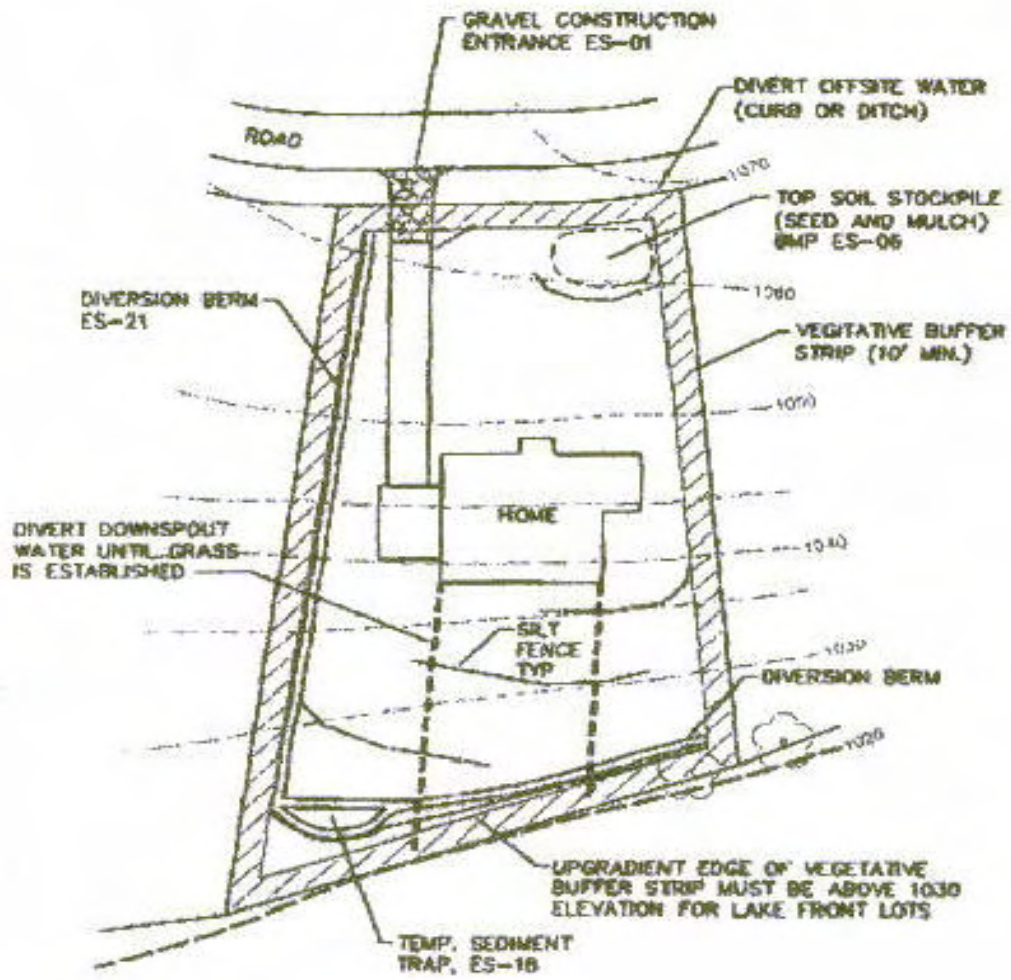 GRAVEL CONSTRUCTION
ENTRANCE ES-01
DIVERT OFFSITE WATER
(CURB OR DITCH)
ROAD
1070
TOP SOIL STOCKPILE
(SEED AND MULCH)
BMP ES-06
1060
DIVERSION BERM
ES-21
VEGITATIVE BUFFER
STRIP (10' MIN.)
1050
HOME
DIVERT DOWNSPOUT
WATER UNTIL GRASS
IS ESTABLISHED
1040
SILT
FENCE
TYP
1030
DIVERSION BERM
1020
UPGRADIENT EDGE OF VEGETATIVE
BUFFER STRIP MUST BE ABOVE 1030
ELEVATION FOR LAKE FRONT LOTS
TEMP. SEDIMENT
TRAP, ES-18